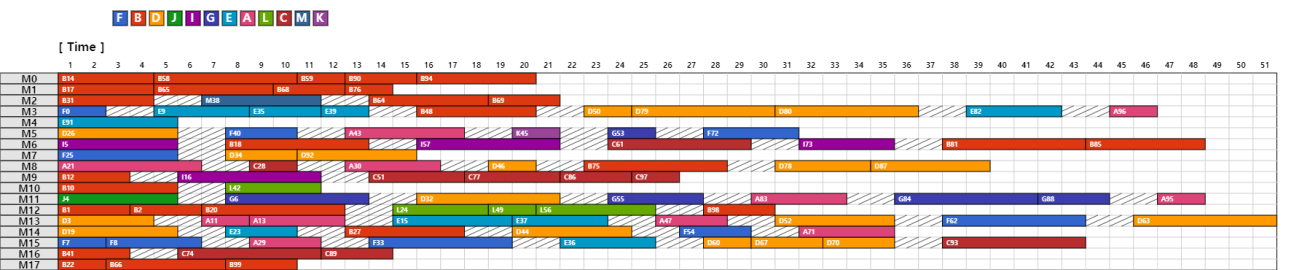 F B D J I G E A L C M K
[ Time ]
1 2 3 4 5 6 7 8 9 10 11 12 13 14 15 16 17 18 19 20 21 22 23 24 25 26 27 28 29 30 31 32 33 34 35 36 37 38 39 40 41 42 43 44 45 46 47 48 49 50 51
M0 B14 B58 B59 B90 B94
M1 B17 B65 B68 B76
M2 B31 M38 B64 B69
M3 F0 E9 E35 E39 B48 D50 D79 D80 E82 A96
M4 E91
M5 D26 F40 A43 K45 G53 F72
M6 I5 B18 I57 C61 I73 B81 B85
M7 F25 D34 D92
M8 A21 C28 A30 D46 B75 D78 D87
M9 B12 I16 C51 C77 C86 C97
M10 B10 L42
M11 J4 G6 D32 G55 A83 G84 G88 A95
M12 B1 B2 B20 L24 L49 L56 B98
M13 D3 A11 A13 E15 E37 A47 D52 F62 D63
M14 D19 E23 B27 D44 F54 A71
M15 F7 F8 A29 F33 E36 D60 D67 D70 C93
M16 B41 C74 C89
M17 B22 B66 B99